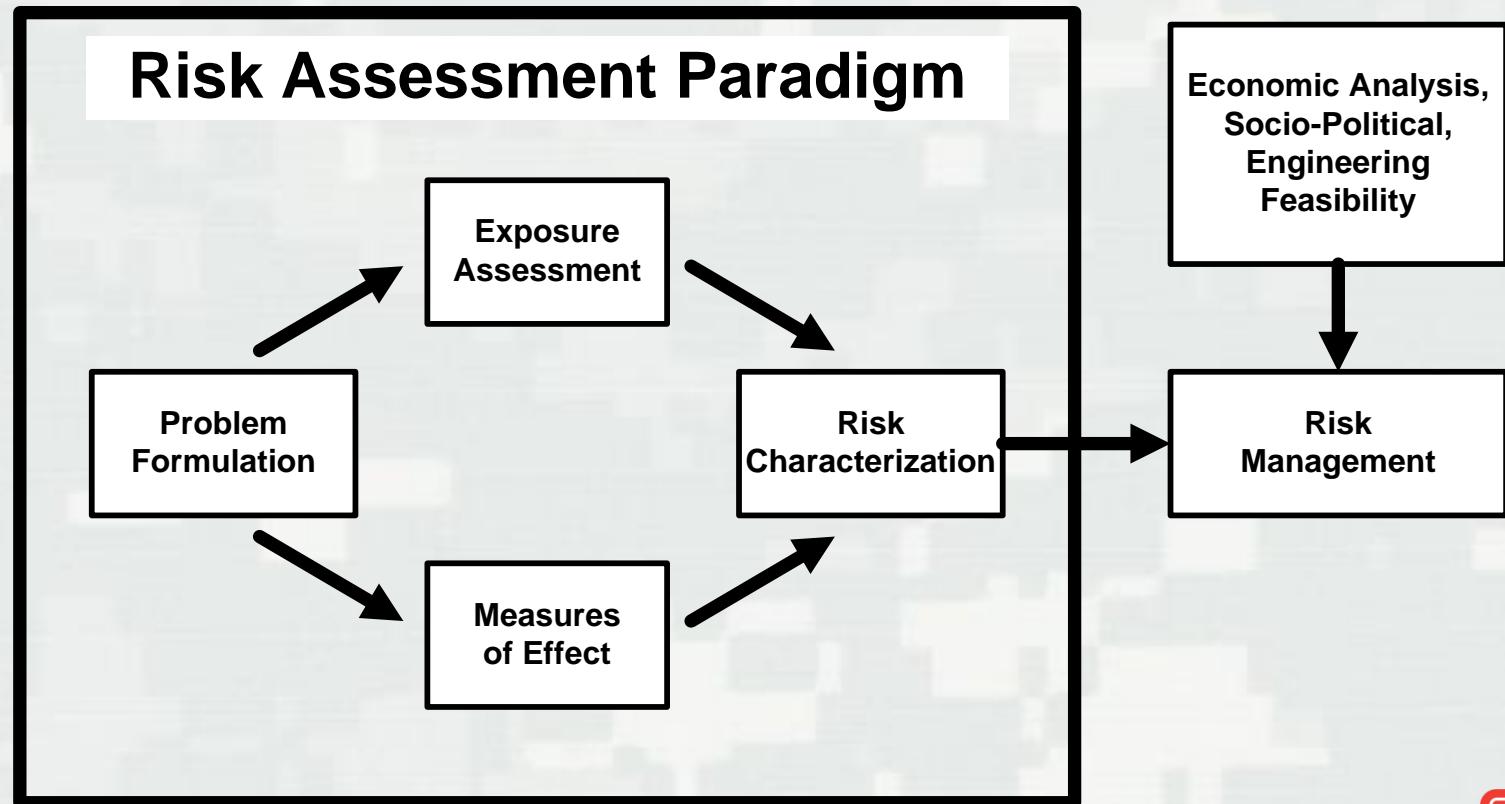 Risk Assessment Paradigm
Economic Analysis,
Socio-Political,
Engineering
Feasibility
Exposure
Assessment
Problem
Formulation
Risk
Characterization
Risk
Management
Measures
of Effect